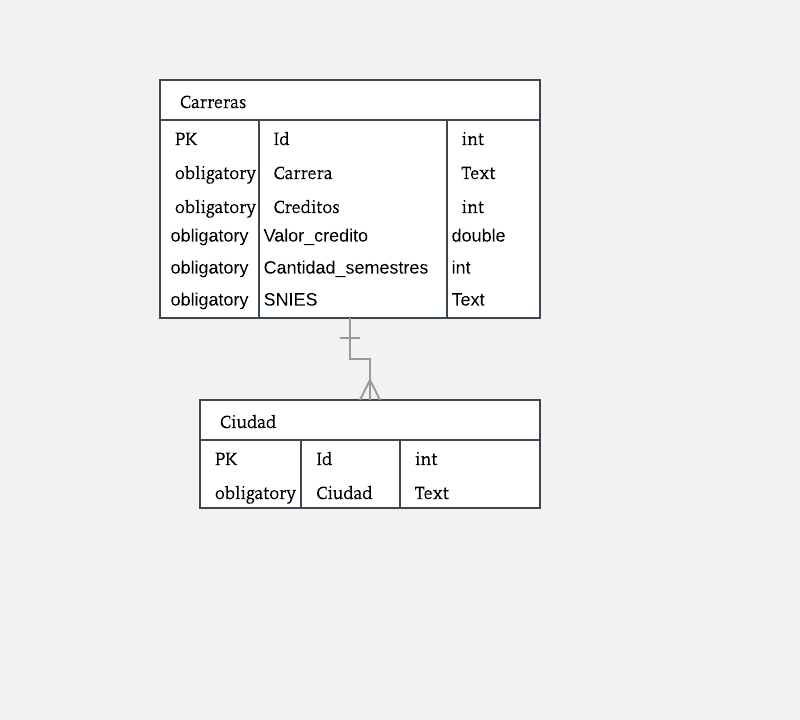 Carreras
PK Id int
obligatory Carrera Text
obligatory Creditos int
obligatory Valor_credito double
obligatory Cantidad_semestres int
obligatory SNIES Text
Ciudad
PK Id int
obligatory Ciudad Text